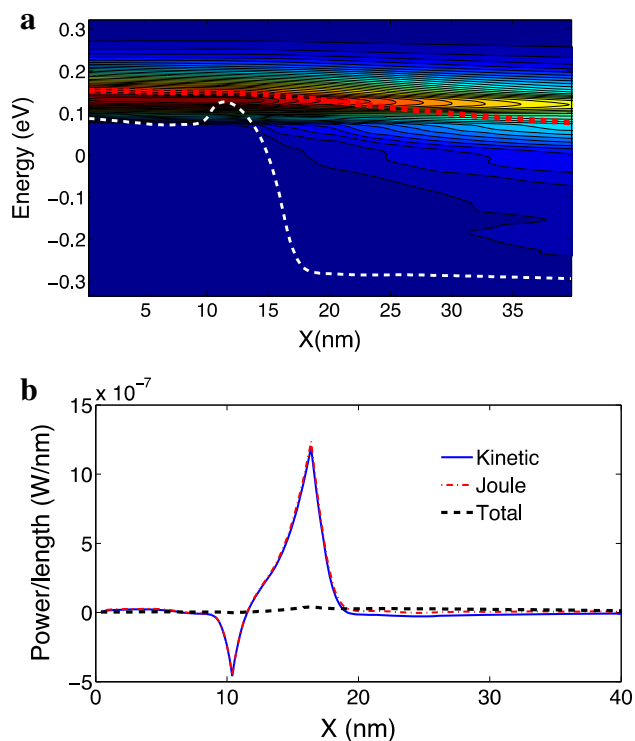 a
Energy (eV)
0.3
0.2
0.1
0
−0.1
−0.2
−0.3
5 10 15 20 25 30 35
X(nm)
b
x 10⁻⁷
Power/length (W/nm)
15
10
5
0
−5
Kinetic
Joule
Total
0 10 20 30 40
X (nm)